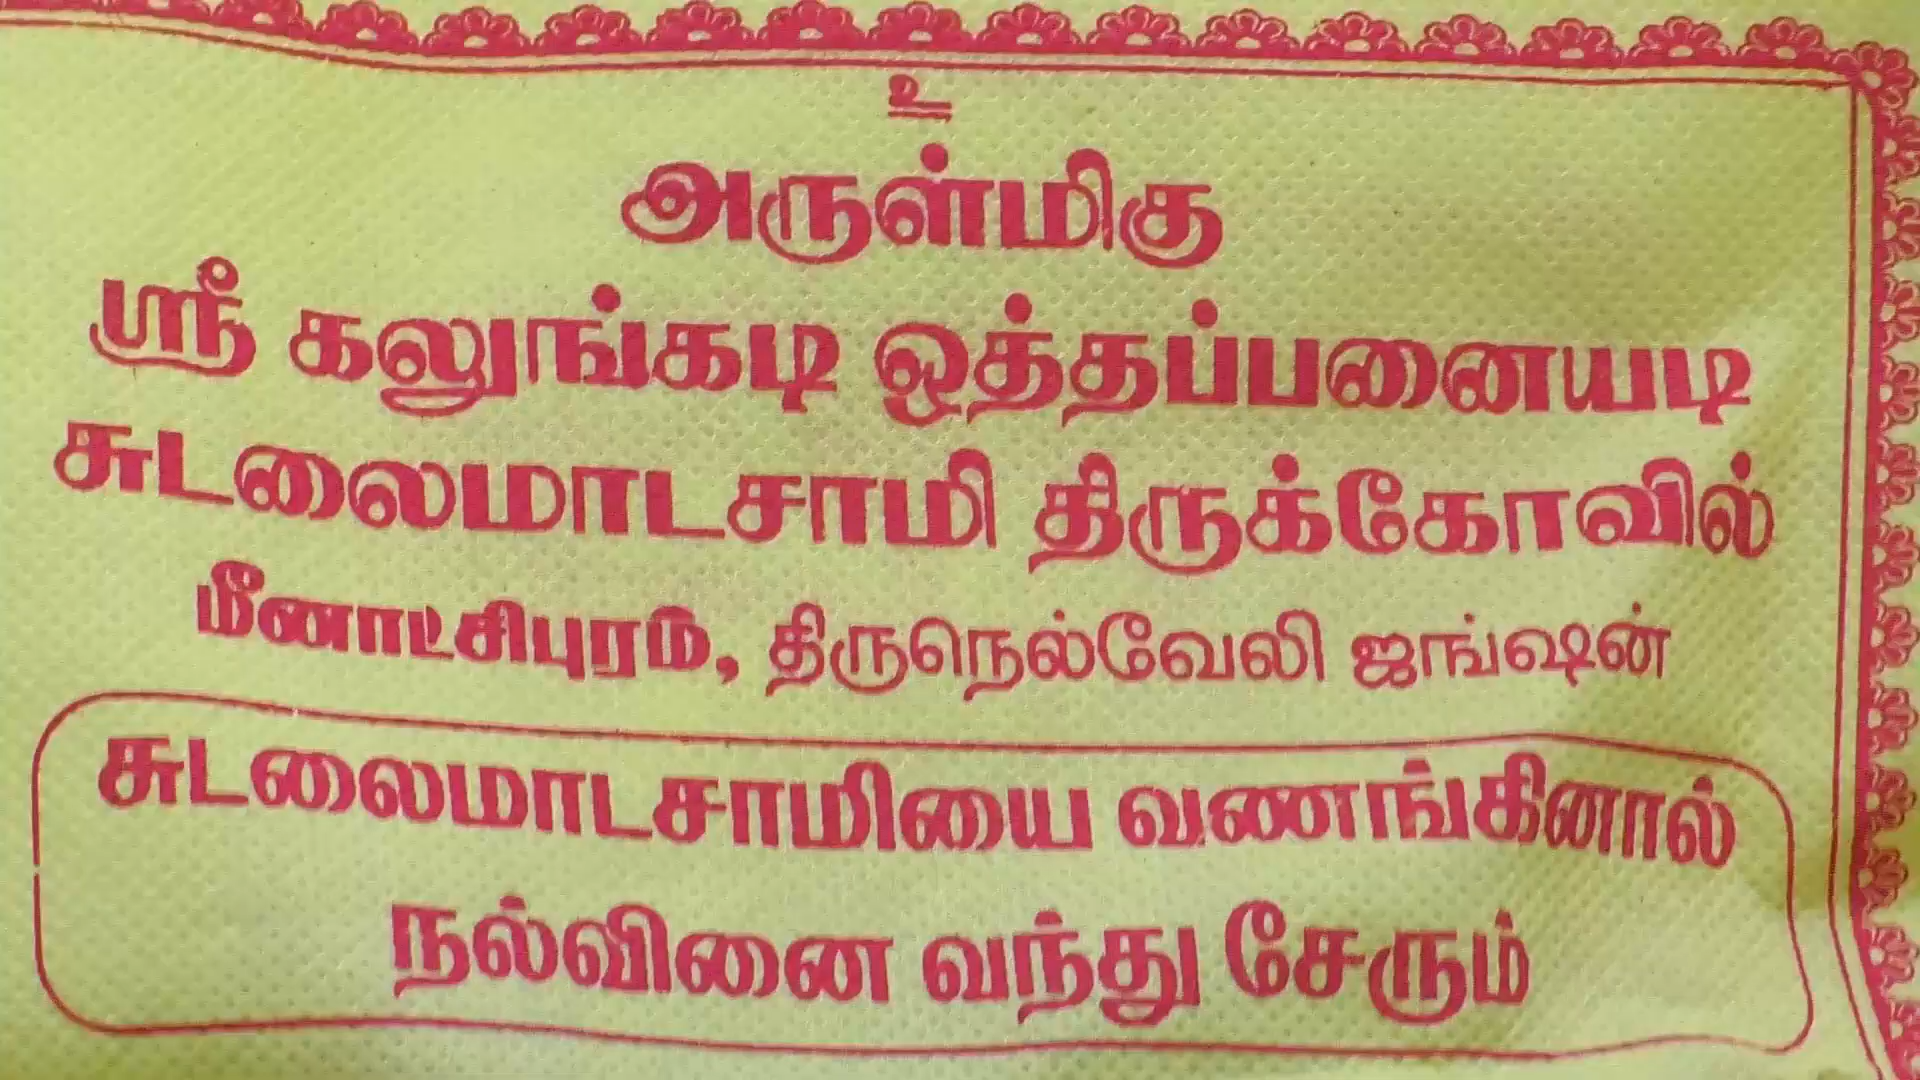 உ
அருள்மிகு
ஸ்ரீ கலுங்கடி ஒத்தப்பனையடி
சுடலைமாடசாமி திருக்கோவில்
மீனாட்சிபுரம், திருநெல்வேலி ஜங்ஷன்
சுடலைமாடசாமியை வணங்கினால்
நல்வினை வந்து சேரும்